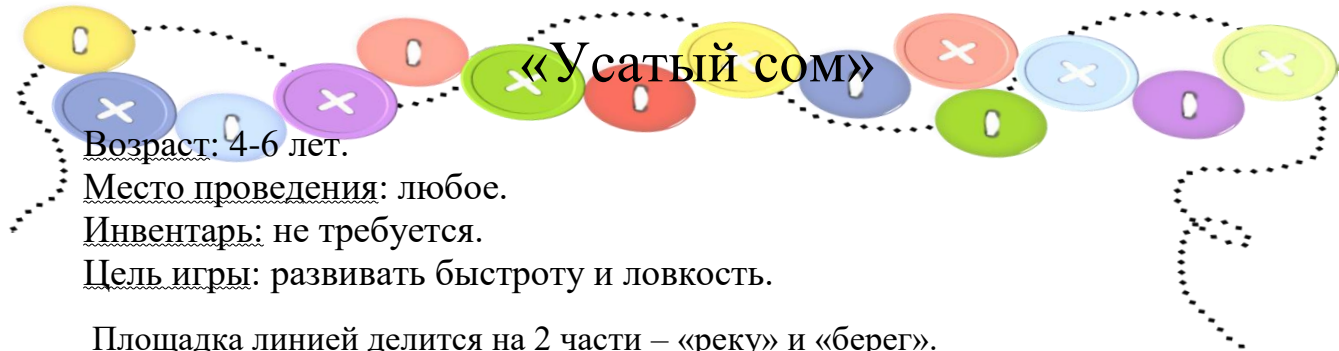 «Усатый сом»
Возраст: 4-6 лет.
Место проведения: любое.
Инвентарь: не требуется.
Цель игры: развивать быстроту и ловкость.
Площадка линией делится на 2 части – «реку» и «берег».